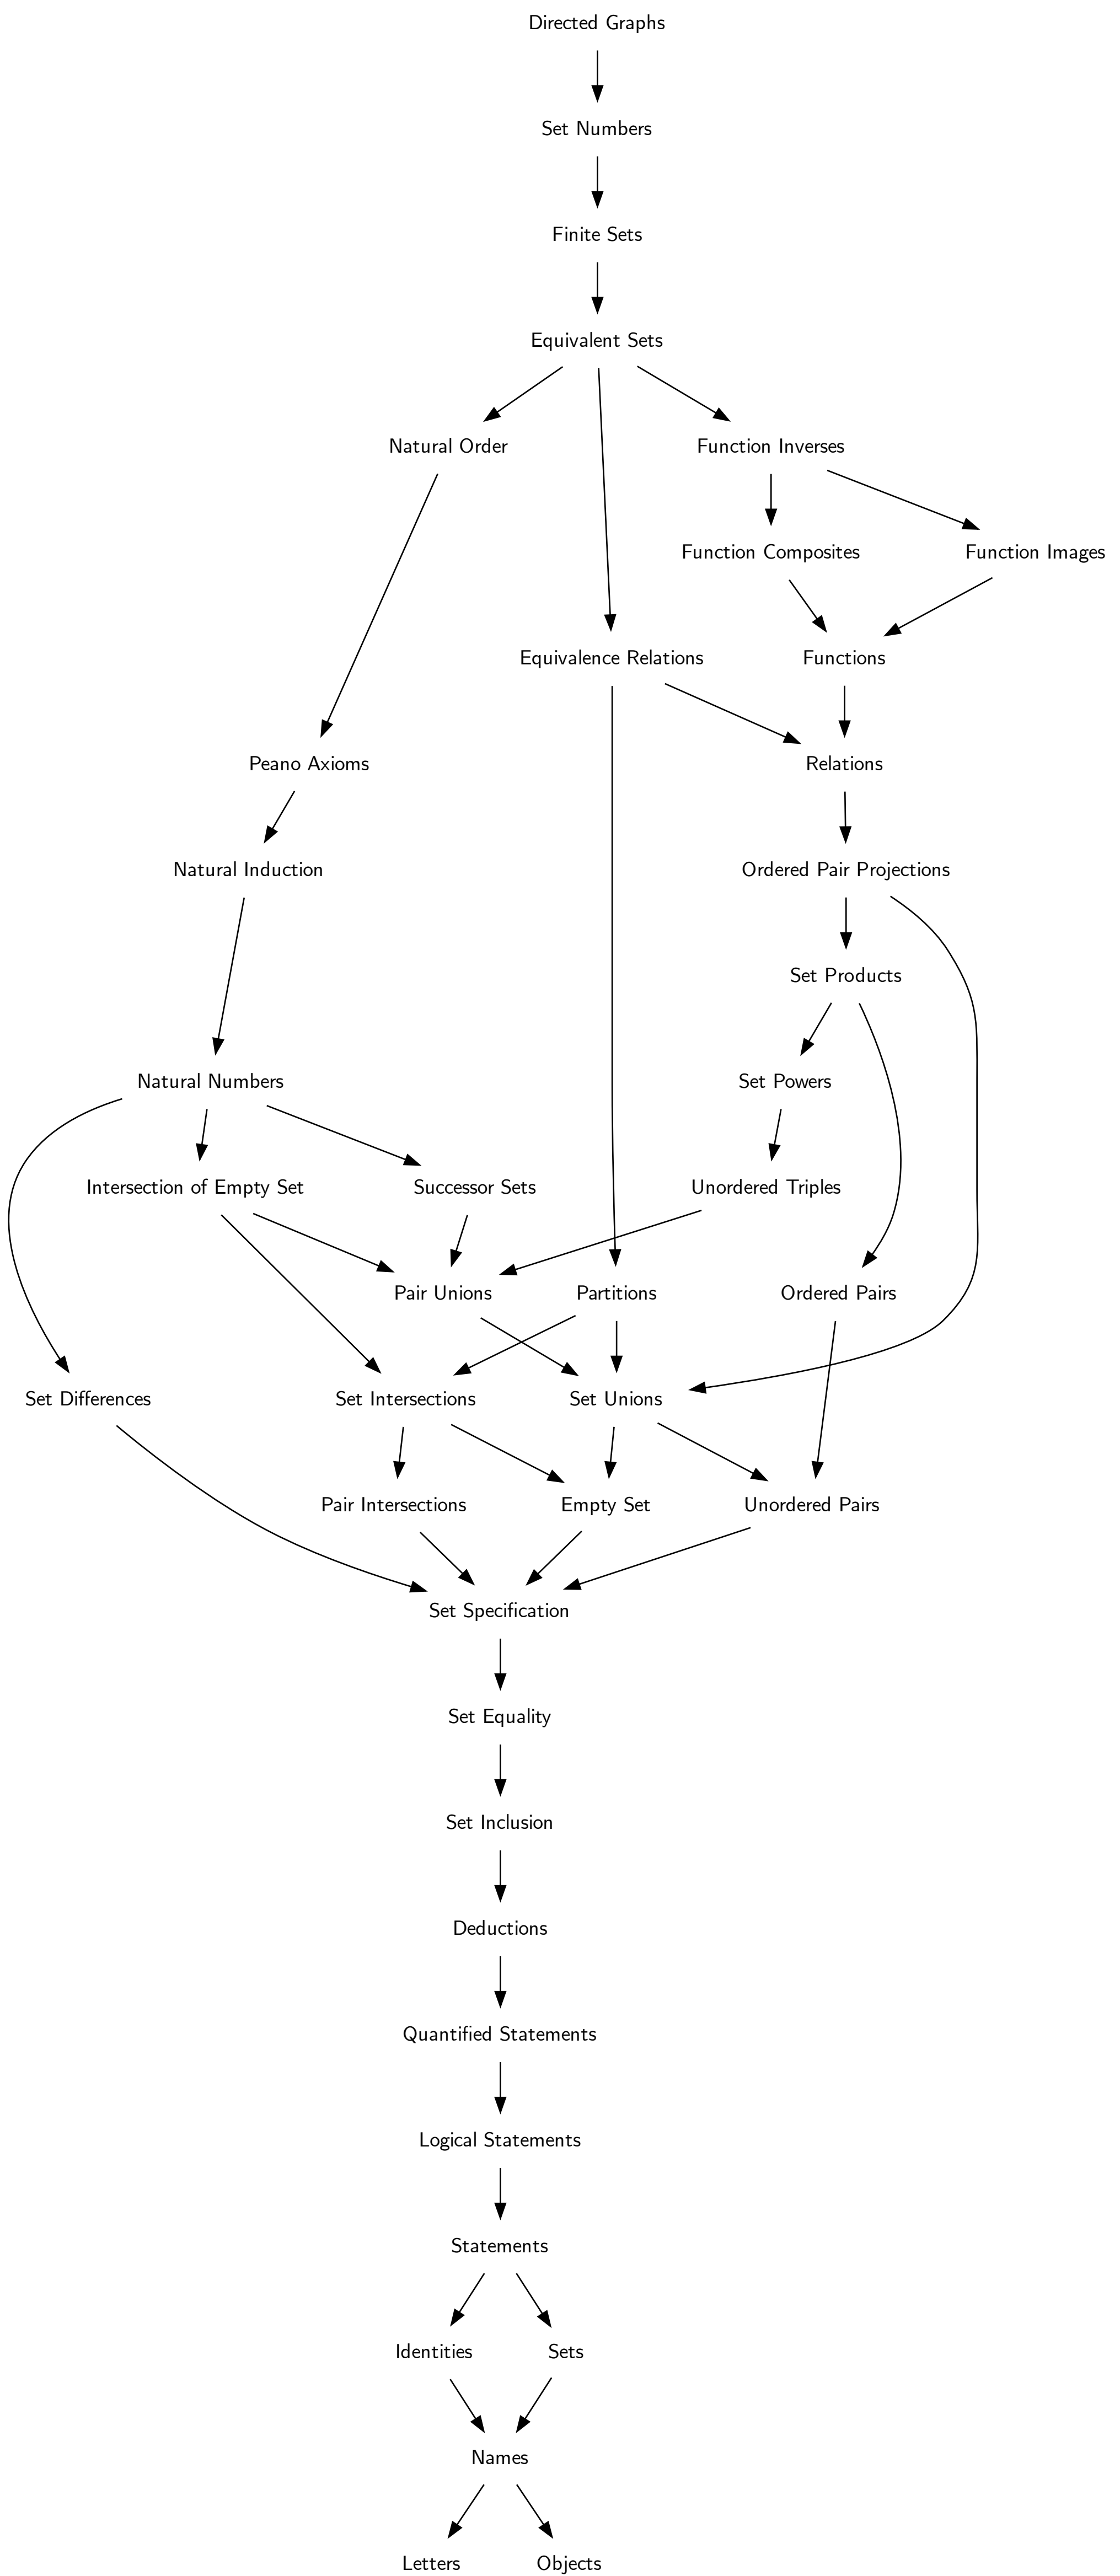 Directed Graphs
Set Numbers
Finite Sets
Equivalent Sets
Natural Order
Function Inverses
Function Composites
Function Images
Equivalence Relations
Functions
Peano Axioms
Relations
Natural Induction
Ordered Pair Projections
Set Products
Natural Numbers
Set Powers
Intersection of Empty Set
Successor Sets
Unordered Triples
Pair Unions
Partitions
Ordered Pairs
Set Differences
Set Intersections
Set Unions
Pair Intersections
Empty Set
Unordered Pairs
Set Specification
Set Equality
Set Inclusion
Deductions
Quantified Statements
Logical Statements
Statements
Identities
Sets
Names
Letters
Objects